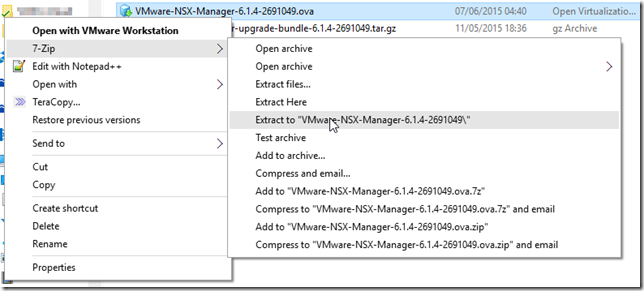 VMware-NSX-Manager-6.1.4-2691049.ova 07/06/2015 04:40 Open Virtualizatio...
r-upgrade-bundle-6.1.4-2691049.tar.gz 11/05/2015 18:36 gz Archive
Open with VMware Workstation
7-Zip
Edit with Notepad++
Open with
TeraCopy...
Restore previous versions
Send to
Cut
Copy
Create shortcut
Delete
Rename
Properties
Open archive
Open archive
Extract files...
Extract Here
Extract to "VMware-NSX-Manager-6.1.4-2691049\"
Test archive
Add to archive...
Compress and email...
Add to "VMware-NSX-Manager-6.1.4-2691049.ova.7z"
Compress to "VMware-NSX-Manager-6.1.4-2691049.ova.7z" and email
Add to "VMware-NSX-Manager-6.1.4-2691049.ova.zip"
Compress to "VMware-NSX-Manager-6.1.4-2691049.ova.zip" and email